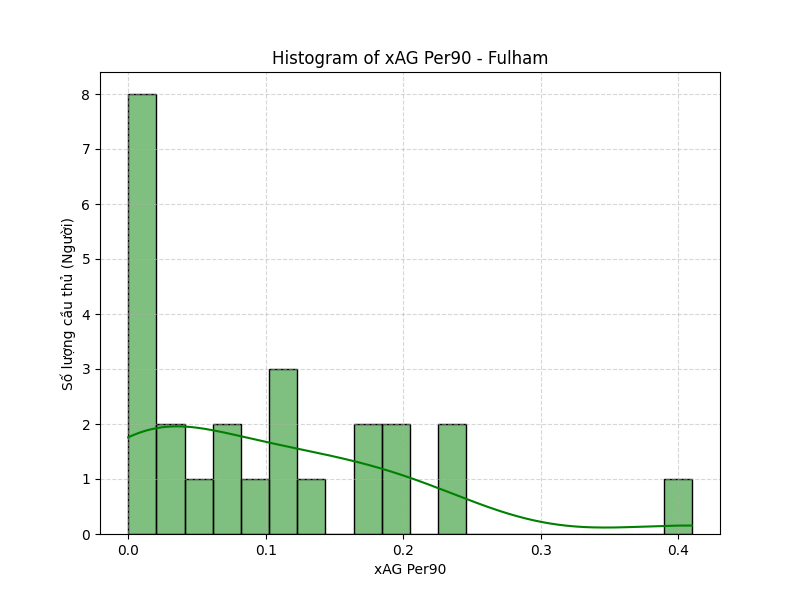 Histogram of xAG Per90 - Fulham
8
7
6
5
4
3
2
1
0
Số lượng cầu thủ (Người)
0.0 0.1 0.2 0.3 0.4
xAG Per90